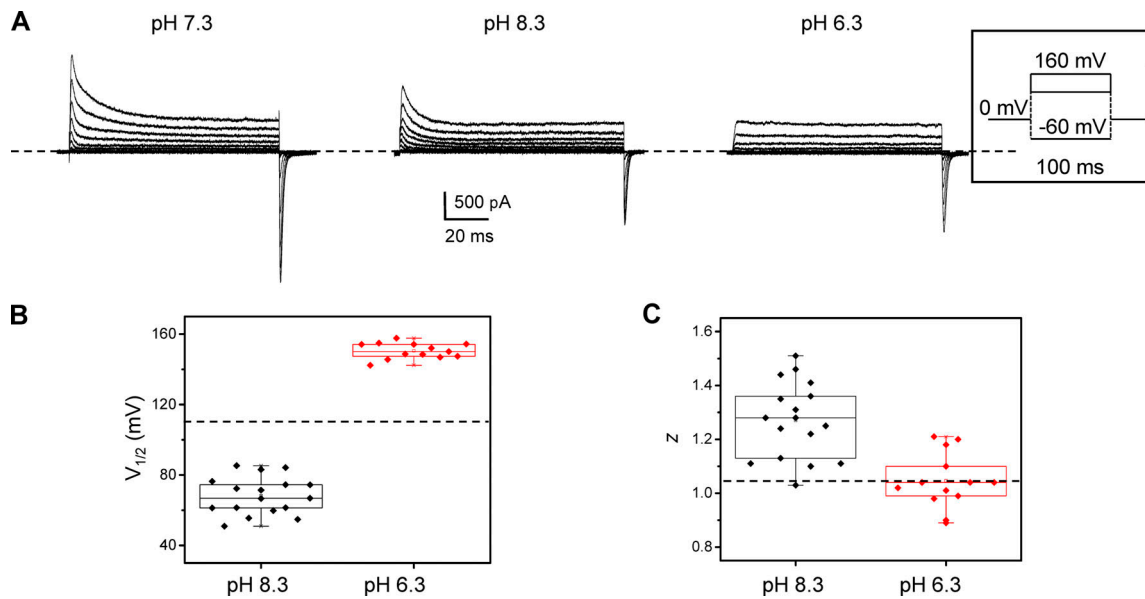 A
pH 7.3
pH 8.3
pH 6.3
160 mV
0 mV
-60 mV
100 ms
500 pA
20 ms
B
V1/2 (mV)
160
120
80
40
pH 8.3
pH 6.3
C
z
1.6
1.4
1.2
1.0
0.8
pH 8.3
pH 6.3